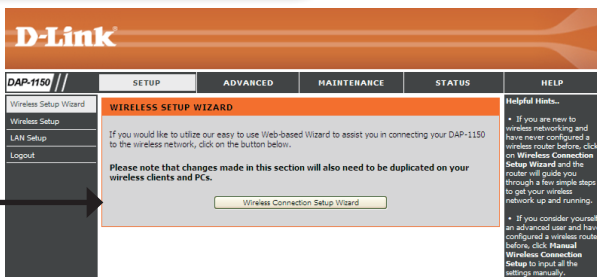 D-Link
DAP-1150 // SETUP ADVANCED MAINTENANCE STATUS HELP
Wireless Setup Wizard
Wireless Setup
LAN Setup
Logout
WIRELESS SETUP WIZARD
If you would like to utilize our easy to use Web-based Wizard to assist you in connecting your DAP-1150
to the wireless network, click on the button below.
Please note that changes made in this section will also need to be duplicated on your
wireless clients and PCs.
Wireless Connection Setup Wizard
Helpful Hints..
• If you are new to
wireless networking and
have never configured a
wireless router before, click
on Wireless Connection
Setup Wizard and the
router will guide you
through a few simple steps
to get your wireless
network up and running.
• If you consider yourself
an advanced user and have
configured a wireless route
before, click Manual
Wireless Connection
Setup to input all the
settings manually.